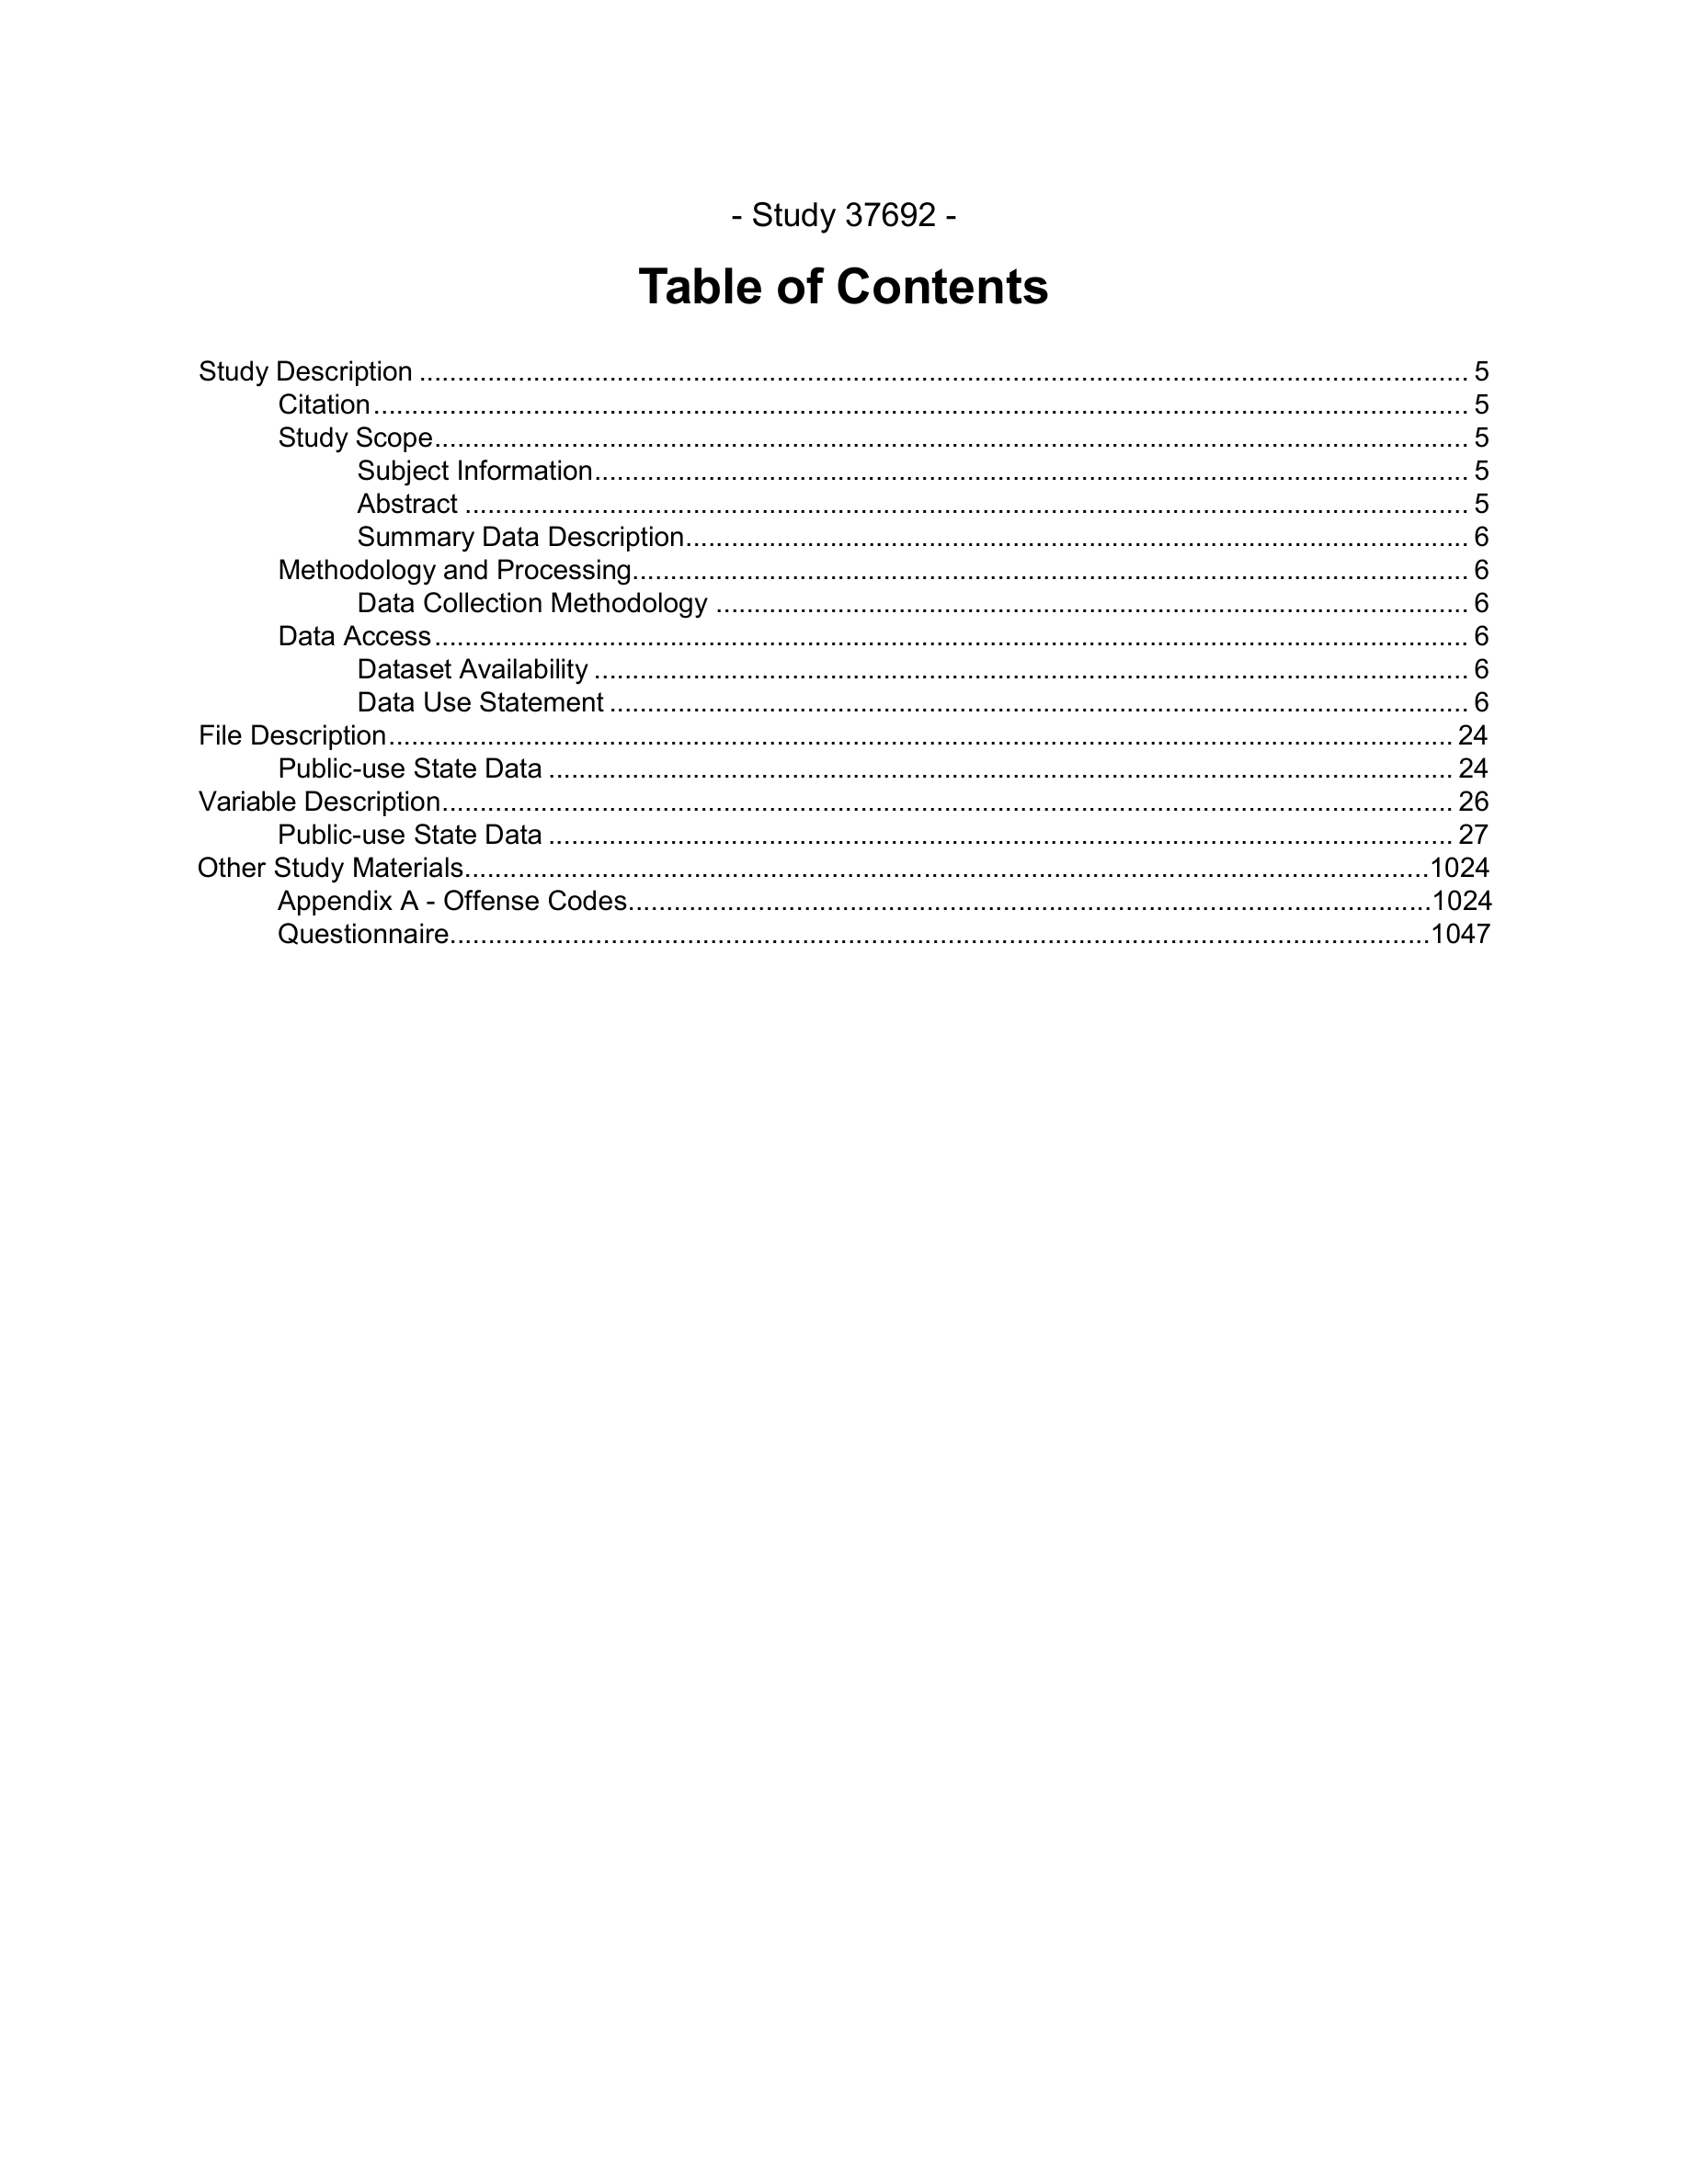 - Study 37692 -
Table of Contents
Study Description ........................................................................................................................................ 5
Citation............................................................................................................................................... 5
Study Scope....................................................................................................................................... 5
Subject Information.................................................................................................................. 5
Abstract ................................................................................................................................... 5
Summary Data Description...................................................................................................... 6
Methodology and Processing............................................................................................................. 6
Data Collection Methodology .................................................................................................. 6
Data Access....................................................................................................................................... 6
Dataset Availability .................................................................................................................. 6
Data Use Statement ................................................................................................................ 6
File Description.......................................................................................................................................... 24
Public-use State Data ...................................................................................................................... 24
Variable Description................................................................................................................................... 26
Public-use State Data ...................................................................................................................... 27
Other Study Materials..............................................................................................................................1024
Appendix A - Offense Codes.........................................................................................................1024
Questionnaire................................................................................................................................1047